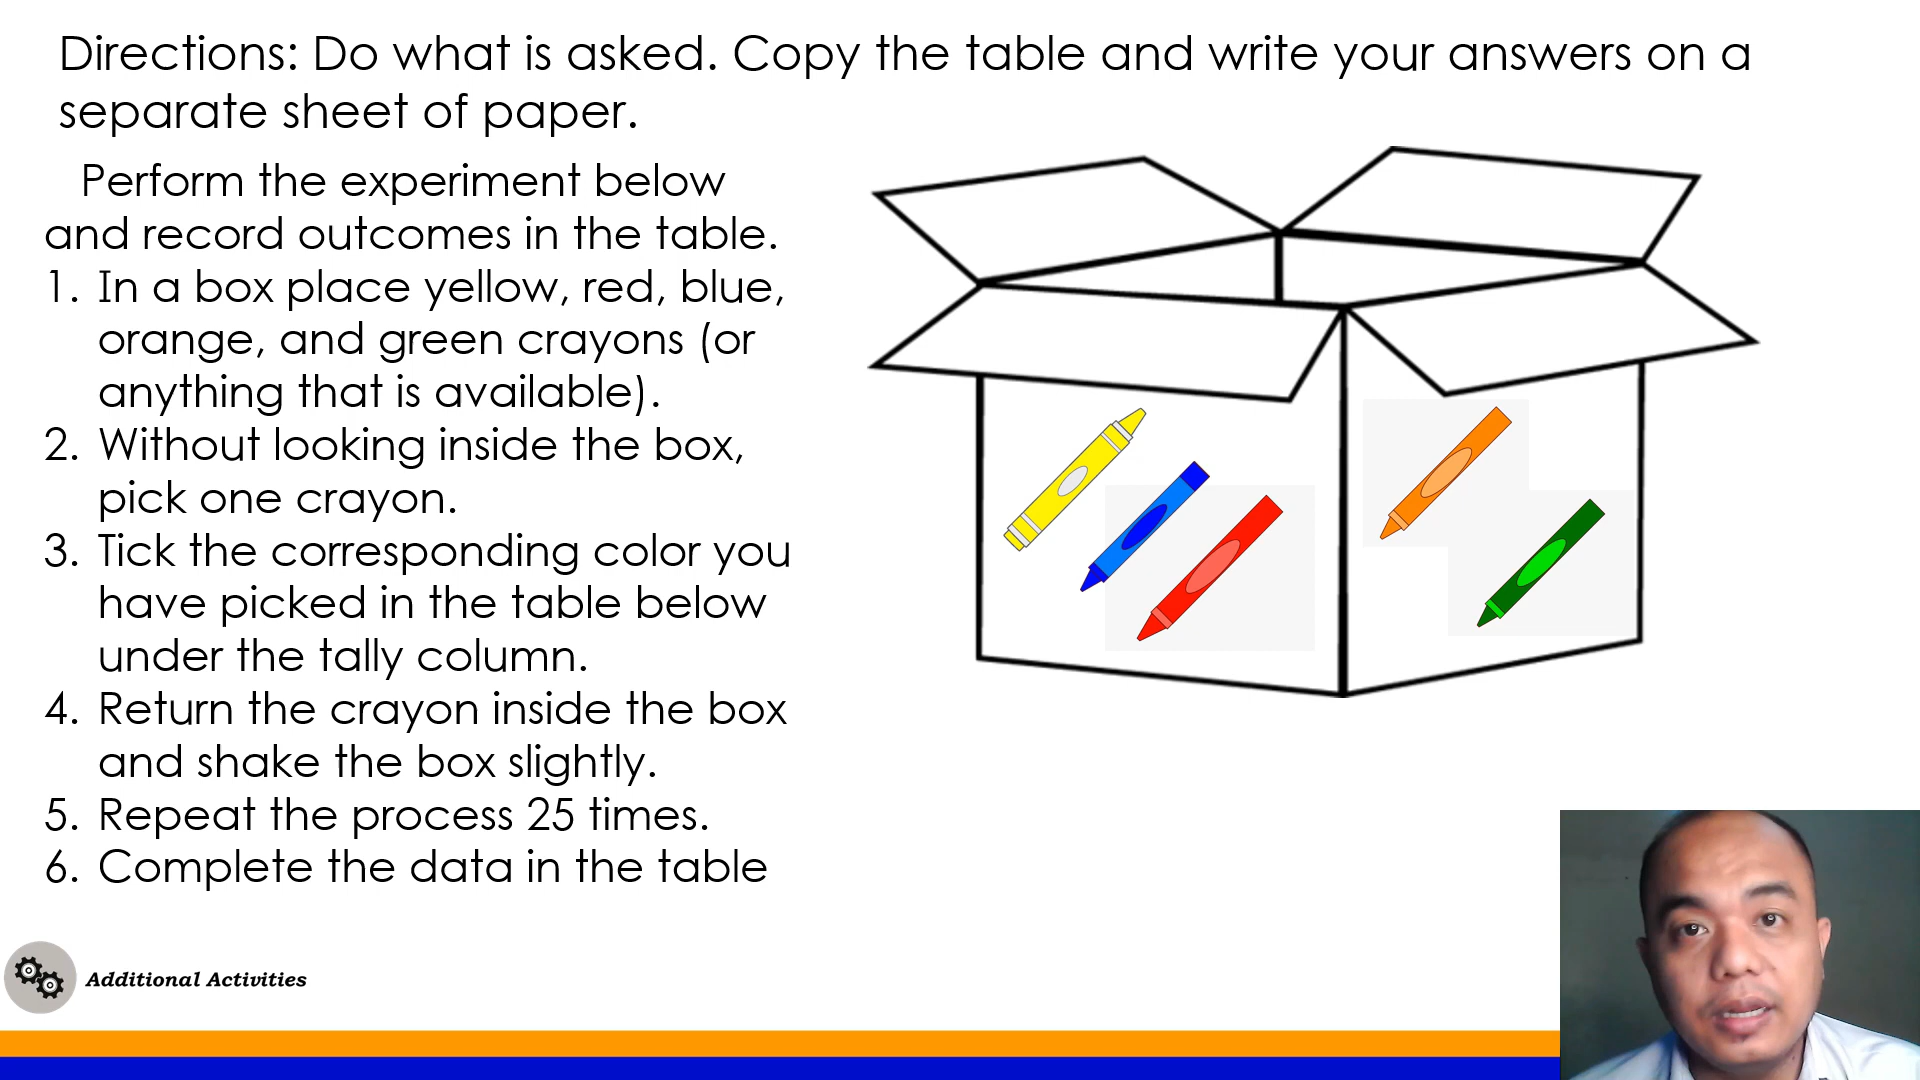 Directions: Do what is asked. Copy the table and write your answers on a
separate sheet of paper.
Perform the experiment below
and record outcomes in the table.
1. In a box place yellow, red, blue,
orange, and green crayons (or
anything that is available).
2. Without looking inside the box,
pick one crayon.
3. Tick the corresponding color you
have picked in the table below
under the tally column.
4. Return the crayon inside the box
and shake the box slightly.
5. Repeat the process 25 times.
6. Complete the data in the table
Additional Activities